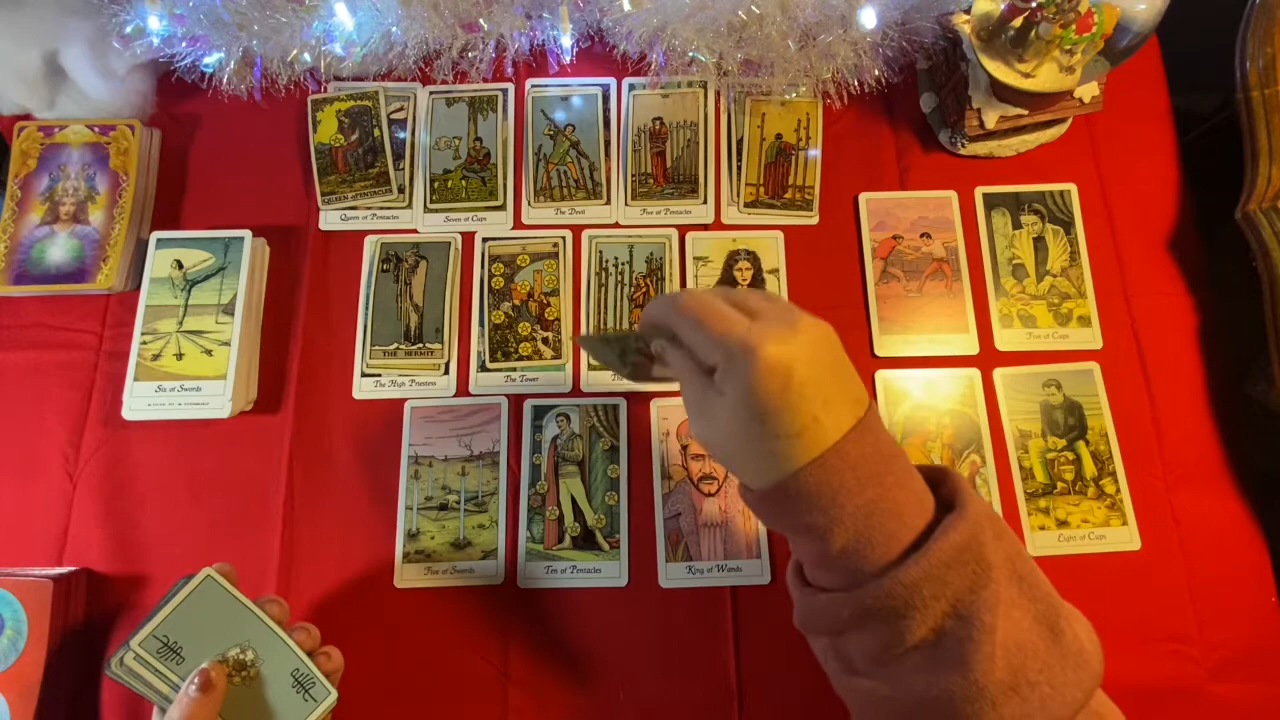 QUEEN OF PENTACLES
Queen of Pentacles
Seven of Cups
The Devil
Five of Pentacles
THE HERMIT.
The High Priestess
The Tower
Five of Cups
Six of Swords
Five of Swords
Ten of Pentacles
King of Wands
Eight of Cups